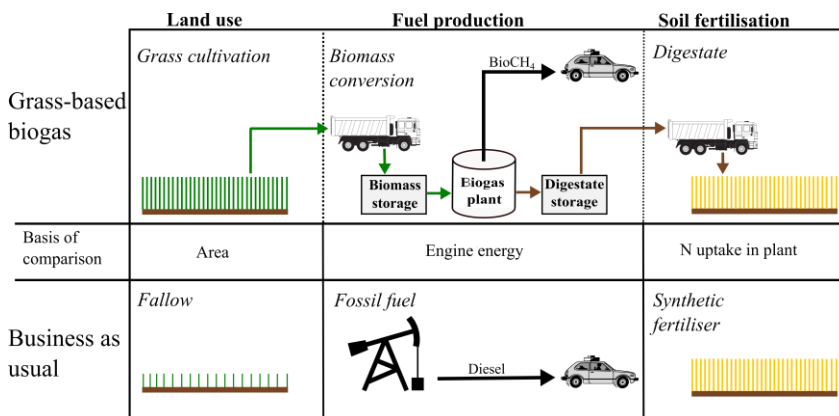 Land use
Fuel production
Soil fertilisation
Grass-based
biogas
Grass cultivation
Biomass
conversion
BioCH₄
Digestate
Biomass
storage
Biogas
plant
Digestate
storage
Basis of
comparison
Area
Engine energy
N uptake in plant
Business as
usual
Fallow
Fossil fuel
Diesel
Synthetic
fertiliser